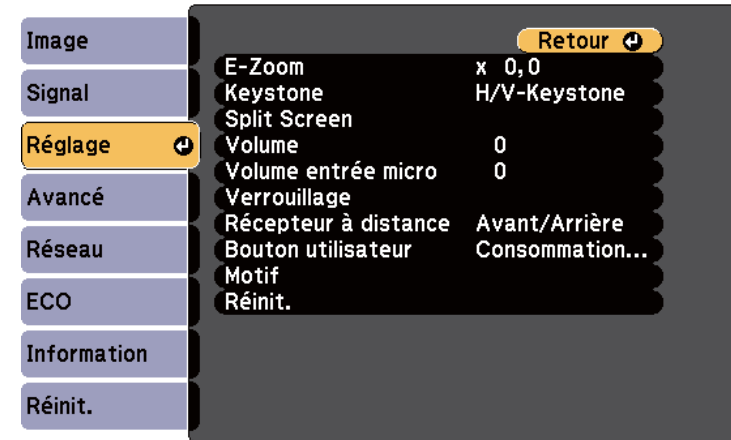 Image
Signal
Réglage
Avancé
Réseau
ECO
Information
Réinit.
Retour
E-Zoom x 0,0
Keystone H/V-Keystone
Split Screen
Volume 0
Volume entrée micro 0
Verrouillage
Récepteur à distance Avant/Arrière
Bouton utilisateur Consommation...
Motif
Réinit.